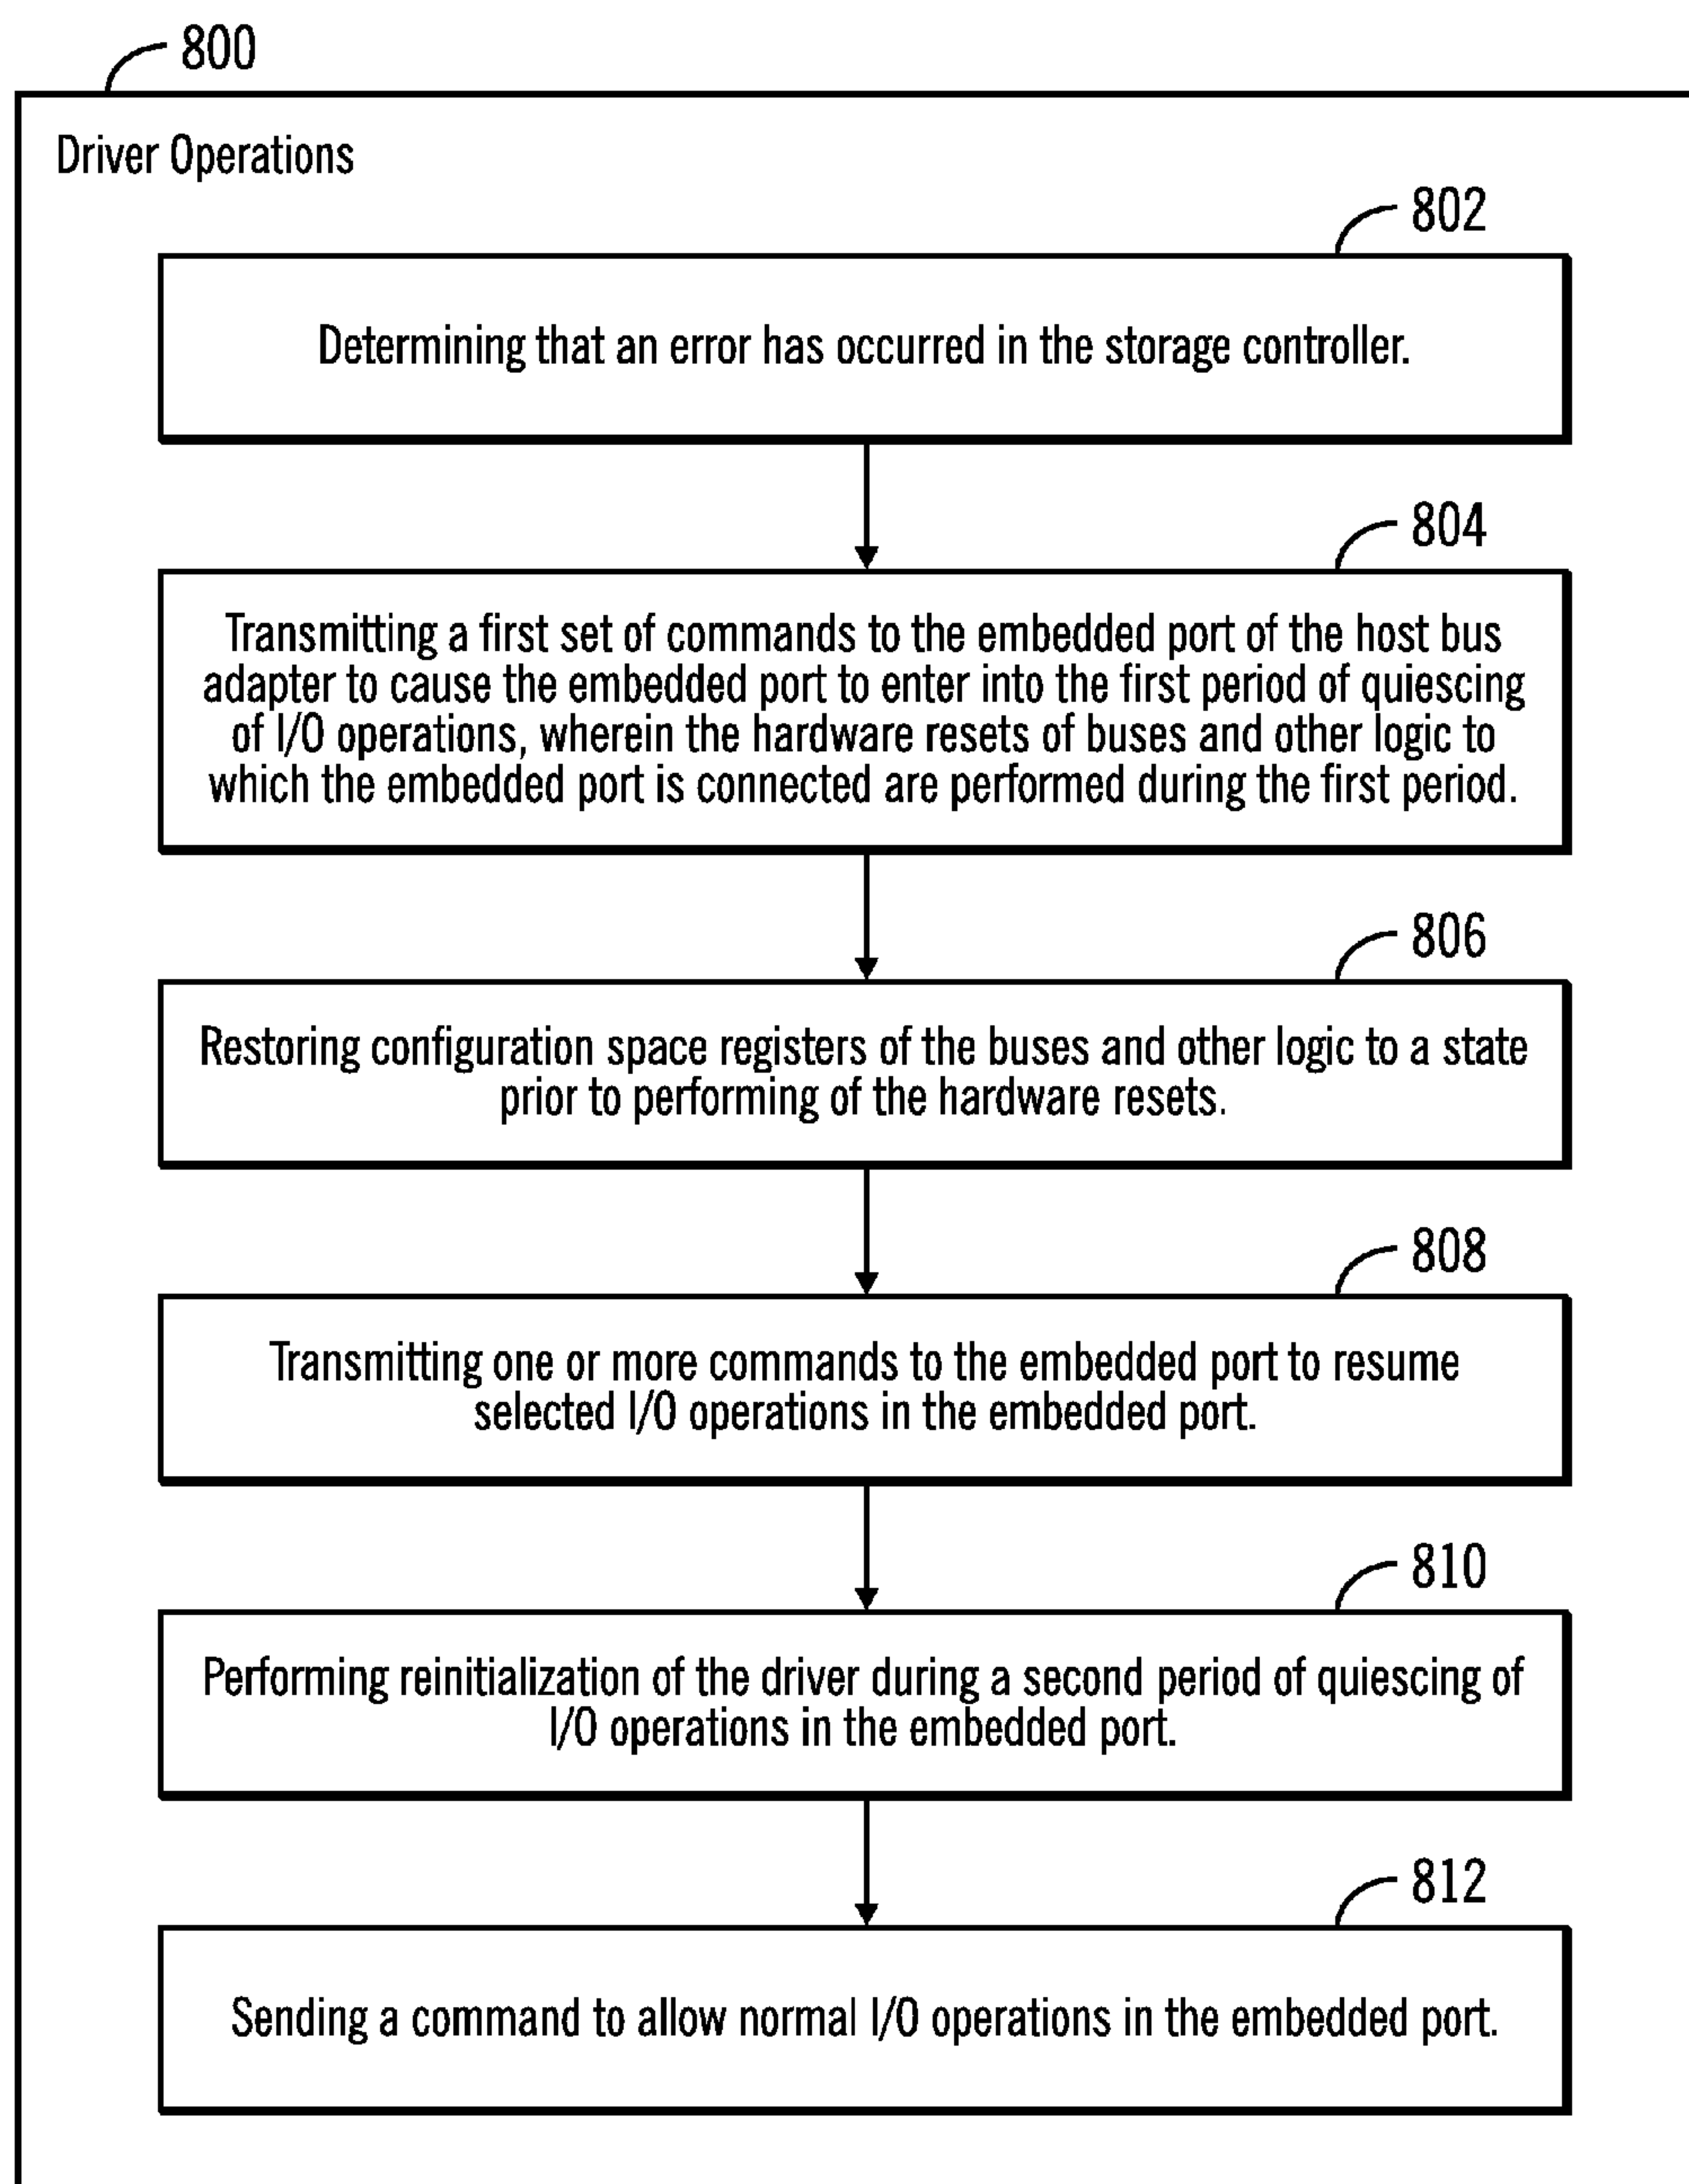 800
Driver Operations
802
Determining that an error has occurred in the storage controller.
804
Transmitting a first set of commands to the embedded port of the host bus
adapter to cause the embedded port to enter into the first period of quiescing
of I/O operations, wherein the hardware resets of buses and other logic to
which the embedded port is connected are performed during the first period.
806
Restoring configuration space registers of the buses and other logic to a state
prior to performing of the hardware resets.
808
Transmitting one or more commands to the embedded port to resume
selected I/O operations in the embedded port.
810
Performing reinitialization of the driver during a second period of quiescing of
I/O operations in the embedded port.
812
Sending a command to allow normal I/O operations in the embedded port.